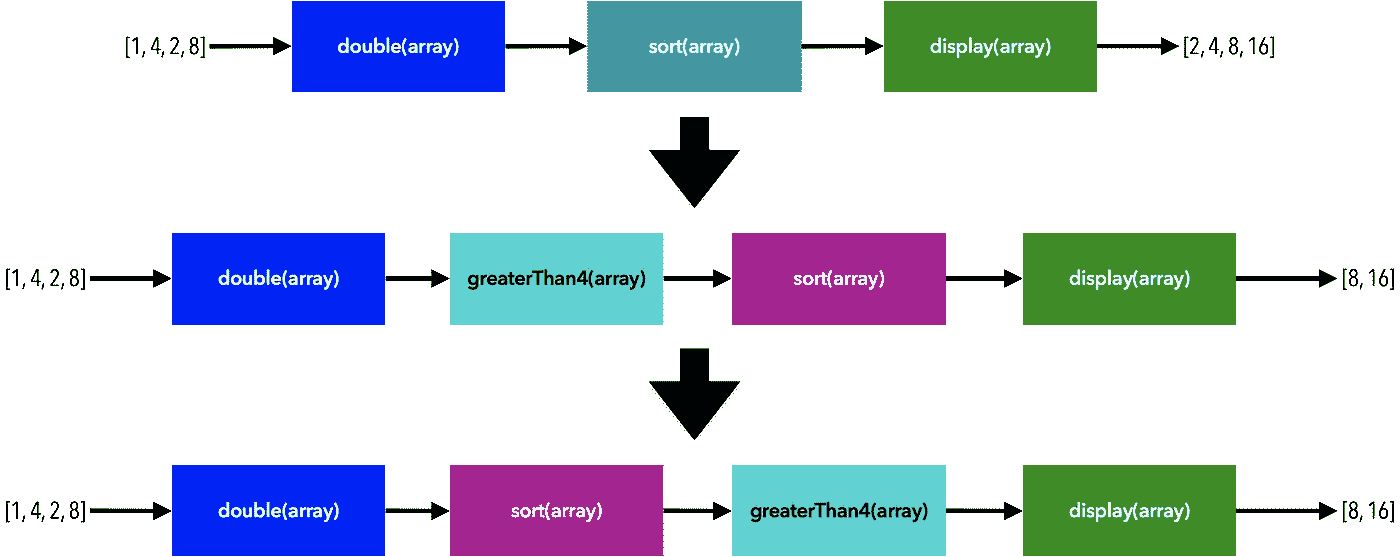 [1, 4, 2, 8] double(array) sort(array) display(array) [2, 4, 8, 16]
[1, 4, 2, 8] double(array) greaterThan4(array) sort(array) display(array) [8, 16]
[1, 4, 2, 8] double(array) sort(array) greaterThan4(array) display(array) [8, 16]